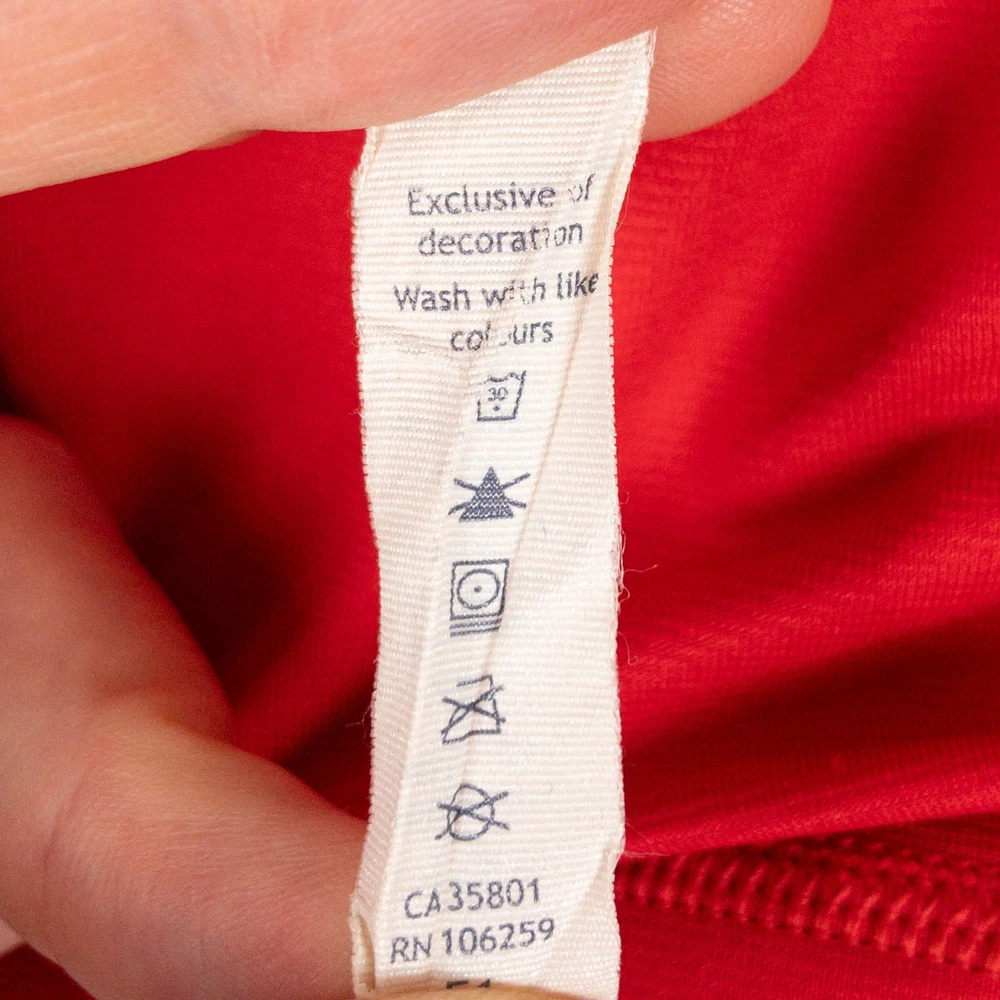 Exclusive of
decoration
Wash with like
colours
30
CA35801
RN 106259